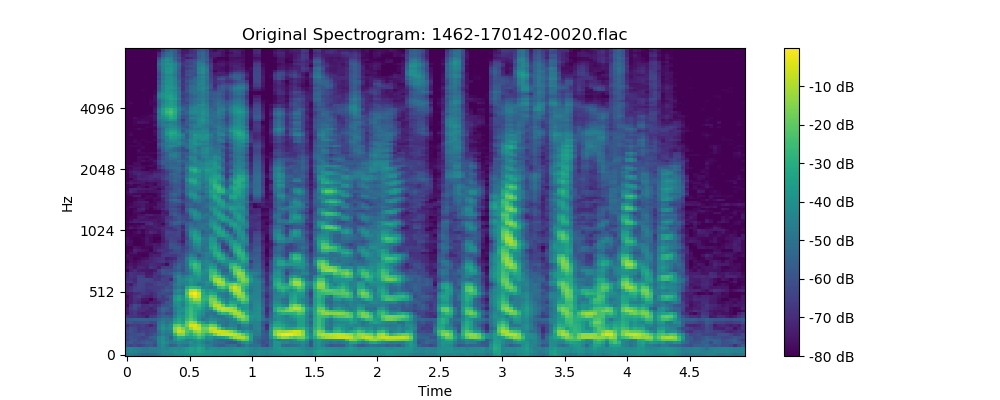 Original Spectrogram: 1462-170142-0020.flac
Hz
4096
2048
1024
512
0
0 0.5 1 1.5 2 2.5 3 3.5 4 4.5
Time
-10 dB
-20 dB
-30 dB
-40 dB
-50 dB
-60 dB
-70 dB
-80 dB